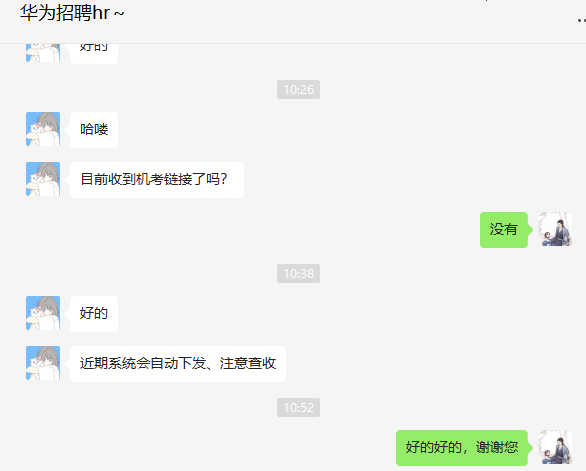 华为招聘hr～
好的
10:26
哈喽
目前收到机考链接了吗？
没有
10:38
好的
近期系统会自动下发、注意查收
10:52
好的好的，谢谢您